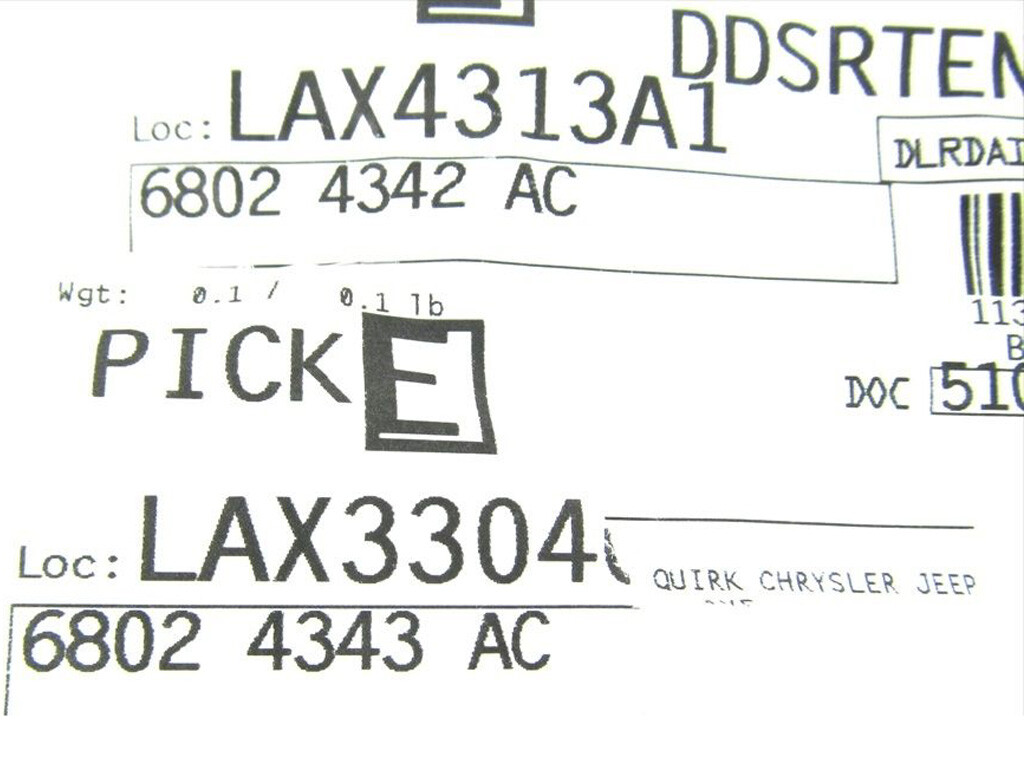 DDSRTEN
Loc: LAX4313A1
DLRDAI
6802 4342 AC
Wgt: 0.1 / 0.1 lb
113
B
PICK E
DOC 510
Loc: LAX3304
QUIRK CHRYSLER JEEP
6802 4343 AC